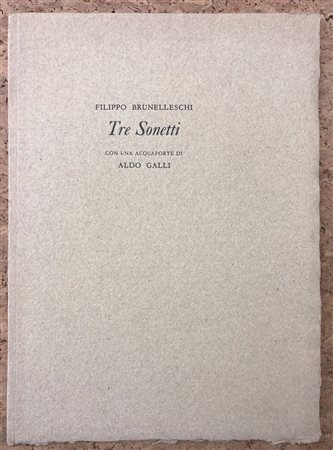 FILIPPO BRUNELLESCHI
Tre Sonetti
CON UNA ACQUAFORTE DI
ALDO GALLI